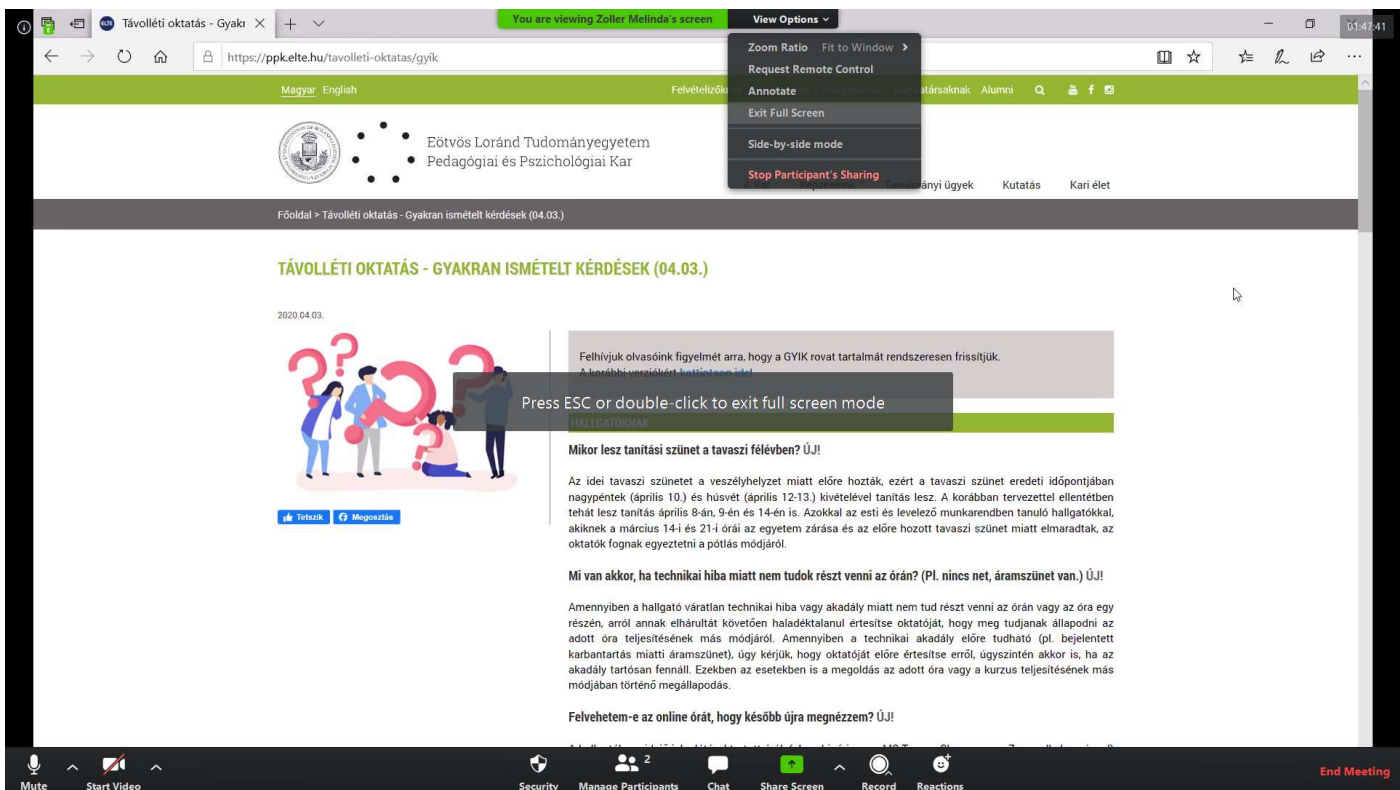 Távolléti oktatás - Gyakr
You are viewing Zoller Melinda's screen
View Options
01:47:41
https://ppk.elte.hu/tavolleti-oktatas/gyik
Zoom Ratio Fit to Window
Request Remote Control
Annotate
Exit Full Screen
Side-by-side mode
Stop Participant's Sharing
Magyar English
Alumni
Eötvös Loránd Tudományegyetem
Pedagógiai és Pszichológiai Kar
Kutatás Kari élet
Főoldal > Távolléti oktatás - Gyakran ismételt kérdések (04.03.)
TÁVOLLÉTI OKTATÁS - GYAKRAN ISMÉTELT KÉRDÉSEK (04.03.)
2020.04.03.
Tetszik Megosztás
Felhívjuk olvasóink figyelmét arra, hogy a GYIK rovat tartalmát rendszeresen frissítjük.
A korábbi verziókért kattintson ide!
Press ESC or double-click to exit full screen mode
HALLGATÓKNAK
Mikor lesz tanítási szünet a tavaszi félévben? ÚJ!
Az idei tavaszi szünetet a veszélyhelyzet miatt előre hozták, ezért a tavaszi szünet eredeti időpontjában
nagypéntek (április 10.) és húsvét (április 12-13.) kivételével tanítás lesz. A korábban tervezettel ellentétben
tehát lesz tanítás április 8-án, 9-én és 14-én is. Azokkal az esti és levelező munkarendben tanuló hallgatókkal,
akiknek a március 14-i és 21-i órái az egyetem zárása és az előre hozott tavaszi szünet miatt elmaradtak, az
oktatók fognak egyeztetni a pótlás módjáról.
Mi van akkor, ha technikai hiba miatt nem tudok részt venni az órán? (Pl. nincs net, áramszünet van.) ÚJ!
Amennyiben a hallgató váratlan technikai hiba vagy akadály miatt nem tud részt venni az órán vagy az óra egy
részén, arról annak elhárultát követően haladéktalanul értesítse oktatóját, hogy meg tudjanak állapodni az
adott óra teljesítésének más módjáról. Amennyiben a technikai akadály előre tudható (pl. bejelentett
karbantartás miatti áramszünet), úgy kérjük, hogy oktatóját előre értesítse erről, úgyszintén akkor is, ha az
akadály tartósan fennáll. Ezekben az esetekben is a megoldás az adott óra vagy a kurzus teljesítésének más
módjában történő megállapodás.
Felvehetem-e az online órát, hogy később újra megnézzem? ÚJ!
Mute Start Video Security Manage Participants 2 Chat Share Screen Record Reactions End Meeting